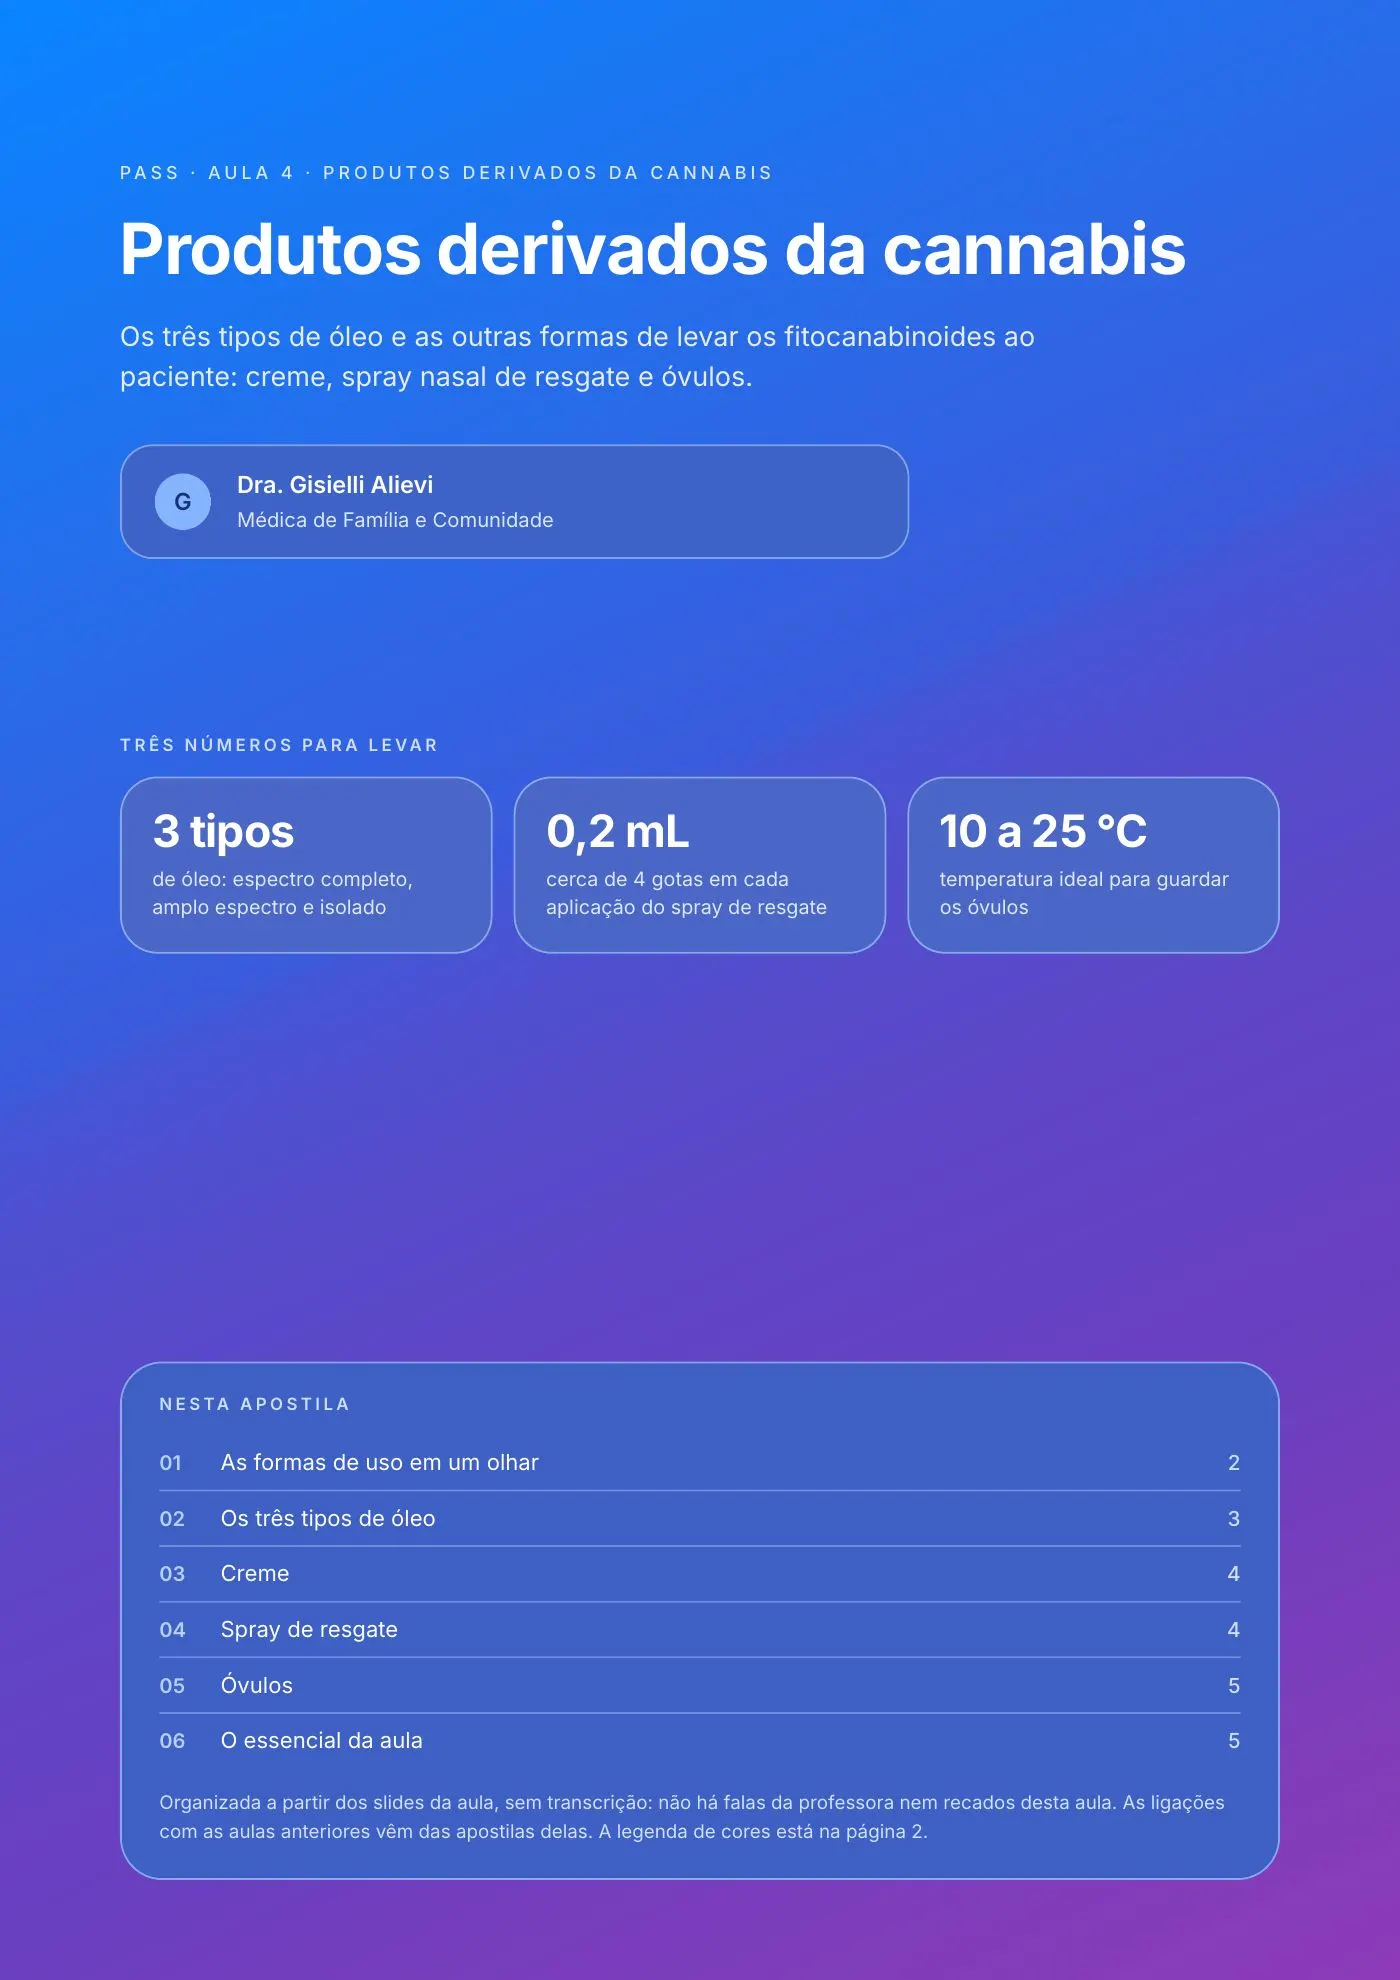 PASS · AULA 4 · PRODUTOS DERIVADOS DA CANNABIS
Produtos derivados da cannabis
Os três tipos de óleo e as outras formas de levar os fitocanabinoides ao
paciente: creme, spray nasal de resgate e óvulos.
G
Dra. Gisielli Alievi
Médica de Família e Comunidade
TRÊS NÚMEROS PARA LEVAR
3 tipos
de óleo: espectro completo,
amplo espectro e isolado
0,2 mL
cerca de 4 gotas em cada
aplicação do spray de resgate
10 a 25 °C
temperatura ideal para guardar
os óvulos
NESTA APOSTILA
01 As formas de uso em um olhar 2
02 Os três tipos de óleo 3
03 Creme 4
04 Spray de resgate 4
05 Óvulos 5
06 O essencial da aula 5
Organizada a partir dos slides da aula, sem transcrição: não há falas da professora nem recados desta aula. As ligações
com as aulas anteriores vêm das apostilas delas. A legenda de cores está na página 2.